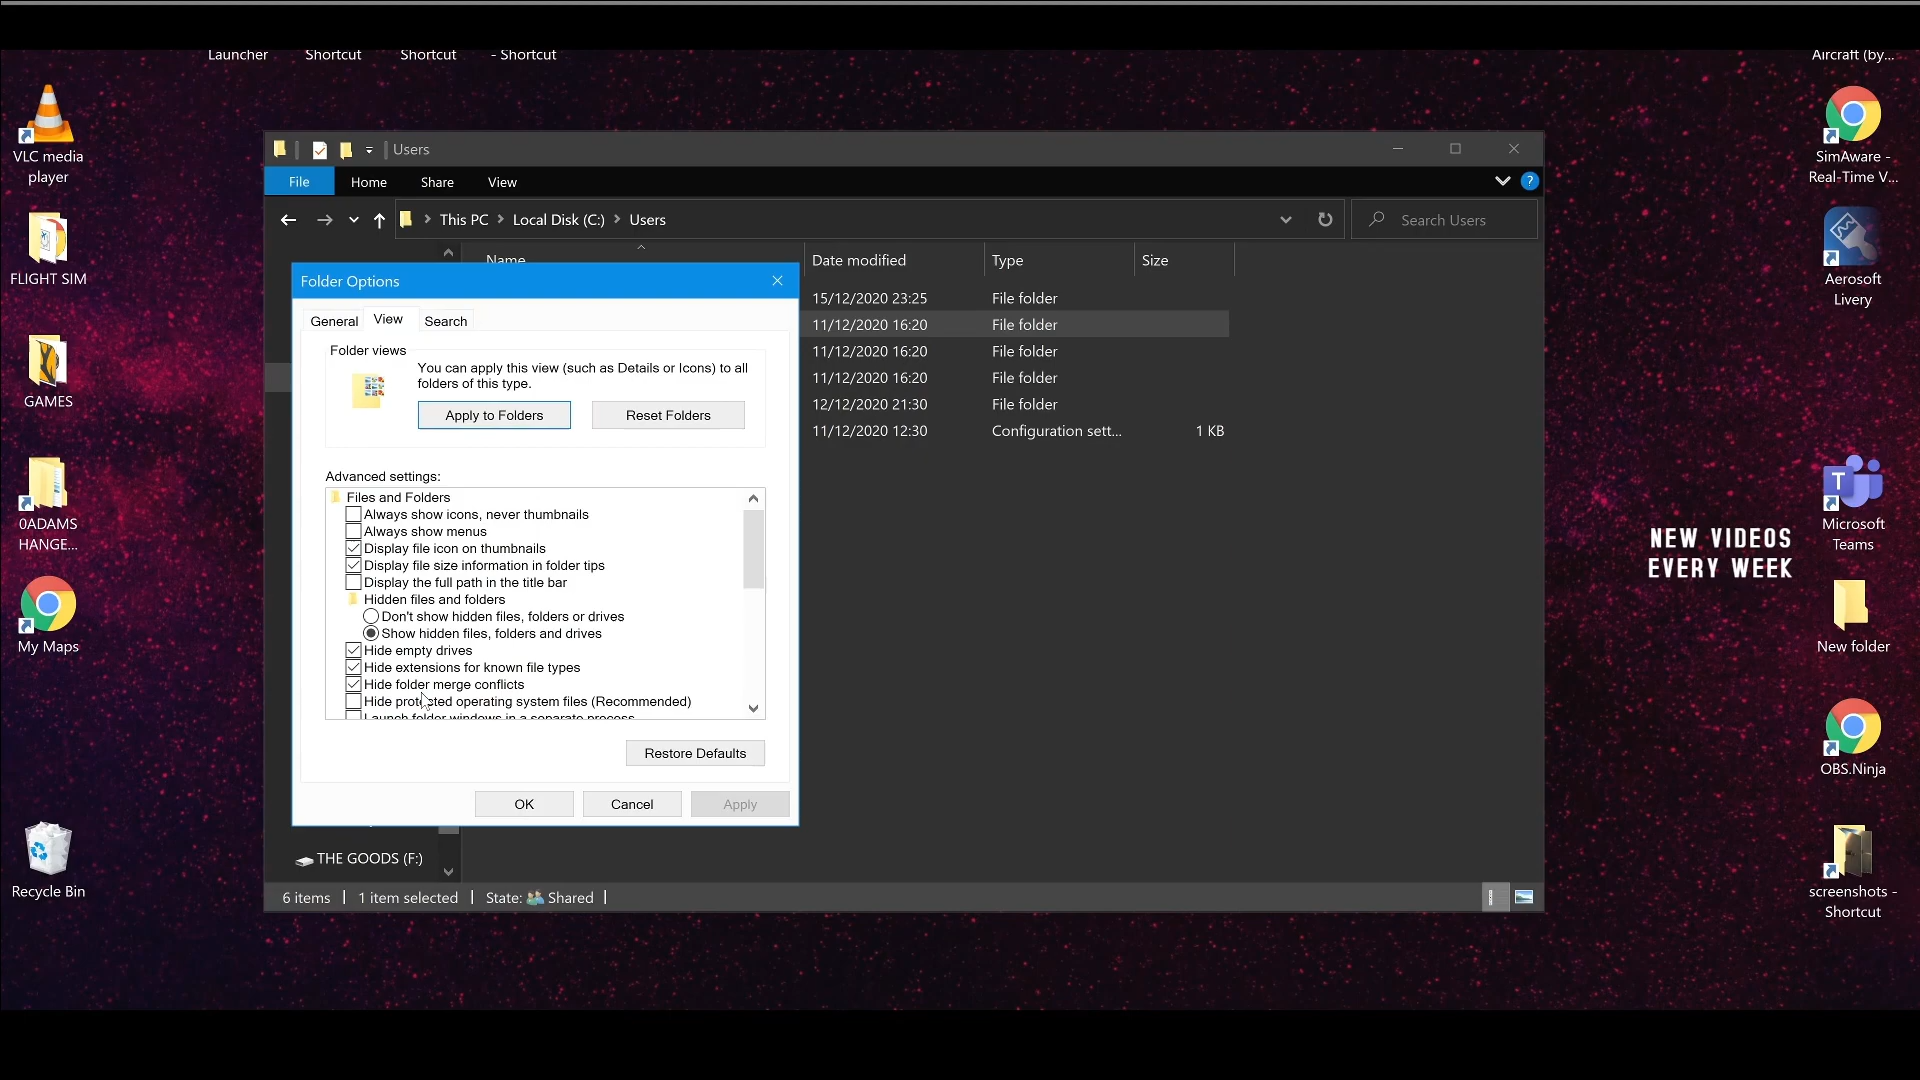 Launcher
Shortcut
Shortcut
- Shortcut
Aircraft (by...
VLC media
player
FLIGHT SIM
GAMES
0ADAMS
HANGE...
My Maps
Recycle Bin
Users
File
Home
Share
View
?
This PC
Local Disk (C:)
Users
Search Users
Name
Date modified
Type
Size
15/12/2020 23:25
File folder
11/12/2020 16:20
File folder
11/12/2020 16:20
File folder
11/12/2020 16:20
File folder
12/12/2020 21:30
File folder
11/12/2020 12:30
Configuration sett...
1 KB
Folder Options
General
View
Search
Folder views
You can apply this view (such as Details or Icons) to all
folders of this type.
Apply to Folders
Reset Folders
Advanced settings:
Files and Folders
Always show icons, never thumbnails
Always show menus
Display file icon on thumbnails
Display file size information in folder tips
Display the full path in the title bar
Hidden files and folders
Don't show hidden files, folders or drives
Show hidden files, folders and drives
Hide empty drives
Hide extensions for known file types
Hide folder merge conflicts
Hide protected operating system files (Recommended)
Launch folder windows in a separate process
Restore Defaults
OK
Cancel
Apply
THE GOODS (F:)
6 items
1 item selected
State:
Shared
SimAware -
Real-Time V...
Aerosoft
Livery
NEW VIDEOS
EVERY WEEK
T
Microsoft
Teams
New folder
OBS.Ninja
screenshots -
Shortcut